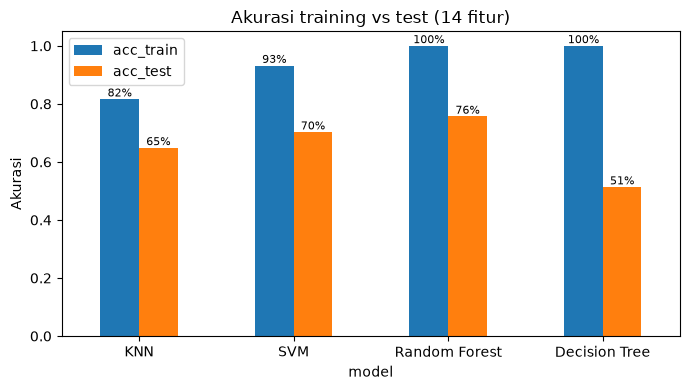 Akurasi training vs test (14 fitur)
acc_train
acc_test
Akurasi
1.0
0.8
0.6
0.4
0.2
0.0
82%
65%
93%
70%
100%
76%
100%
51%
KNN
SVM
Random Forest
Decision Tree
model